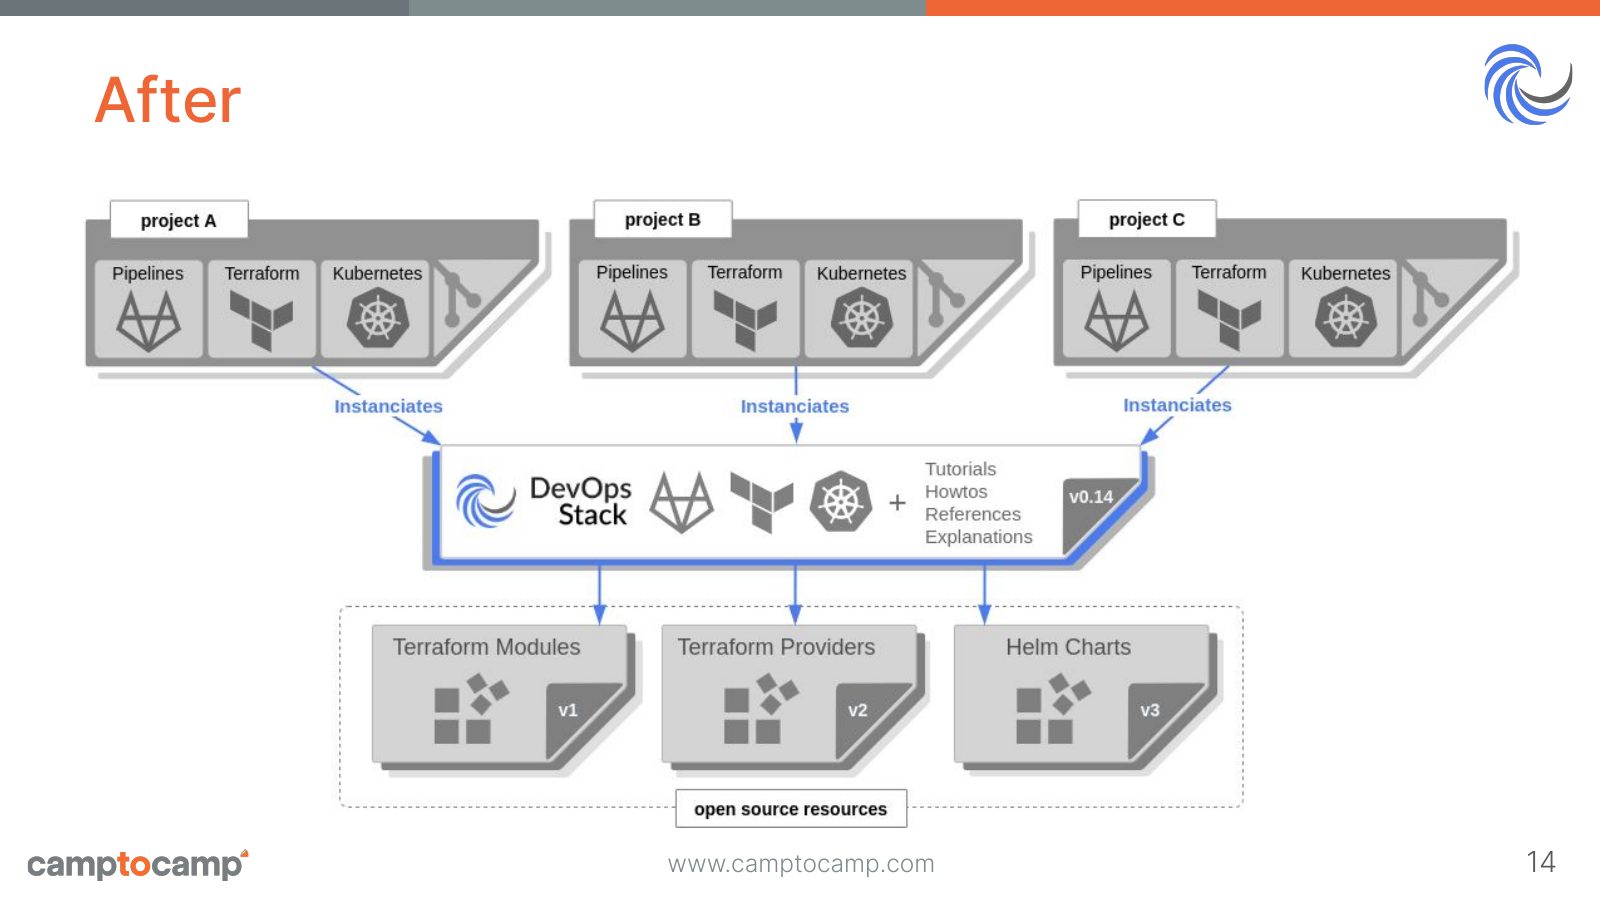 After
project A
Pipelines
Terraform
Kubernetes
project B
Pipelines
Terraform
Kubernetes
project C
Pipelines
Terraform
Kubernetes
Instanciates
Instanciates
Instanciates
DevOps
Stack
+
Tutorials
Howtos
References
Explanations
v0.14
Terraform Modules
v1
Terraform Providers
v2
Helm Charts
v3
open source resources
camptocamp
www.camptocamp.com
14